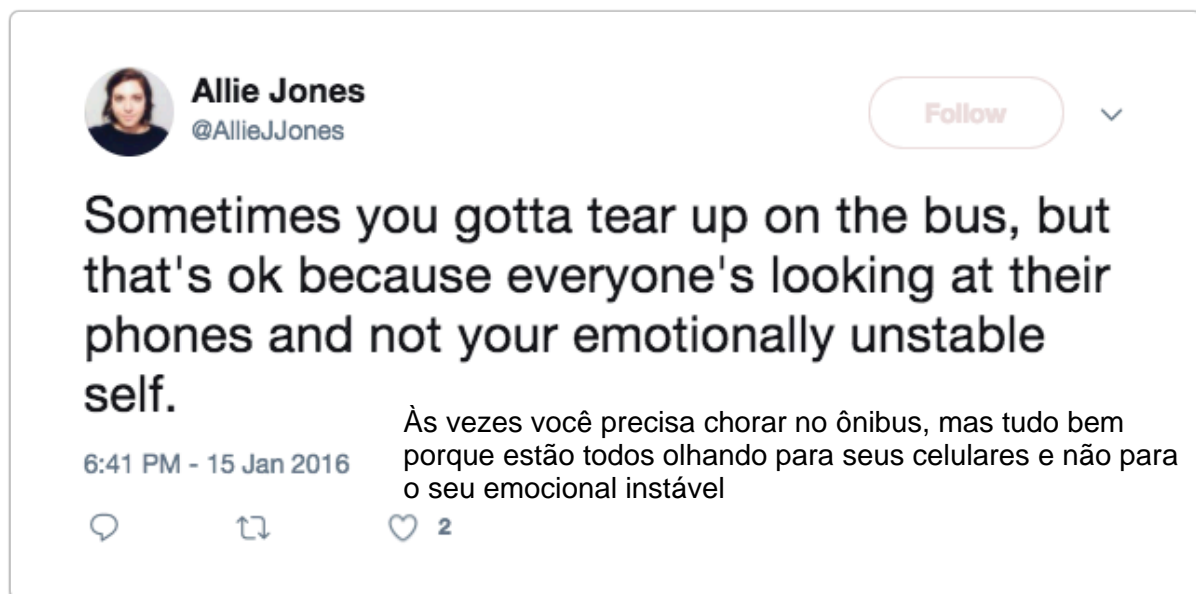 Allie Jones
@AllieJJones
Follow
Sometimes you gotta tear up on the bus, but
that's ok because everyone's looking at their
phones and not your emotionally unstable
self.
Às vezes você precisa chorar no ônibus, mas tudo bem
porque estão todos olhando para seus celulares e não para
o seu emocional instável
6:41 PM - 15 Jan 2016
2